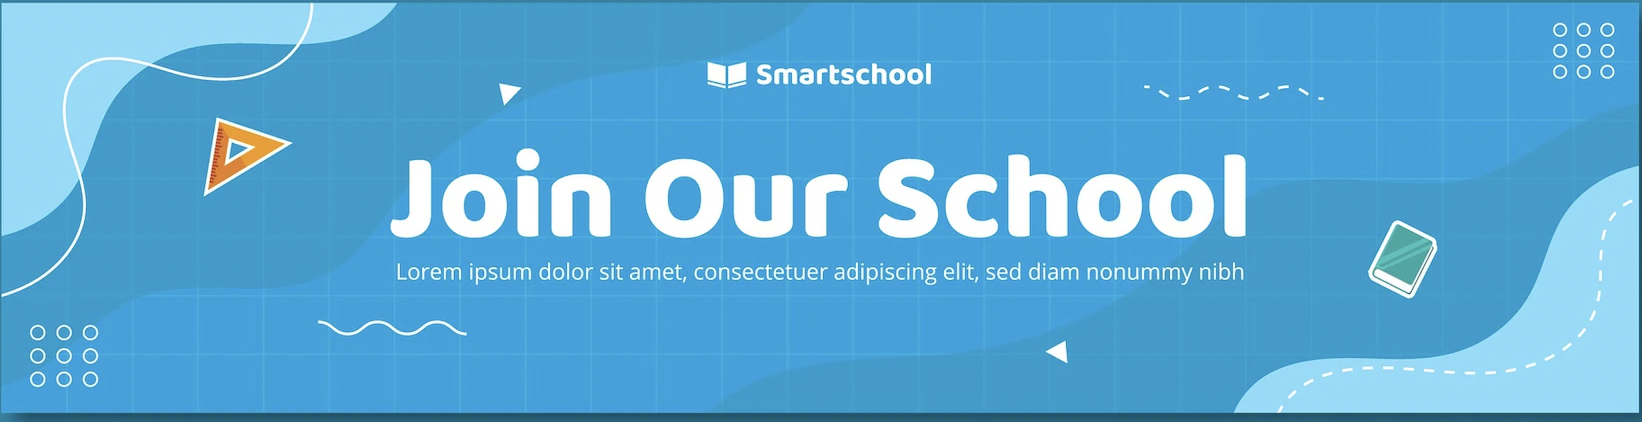 Smartschool
Join Our School
Lorem ipsum dolor sit amet, consectetuer adipiscing elit, sed diam nonummy nibh